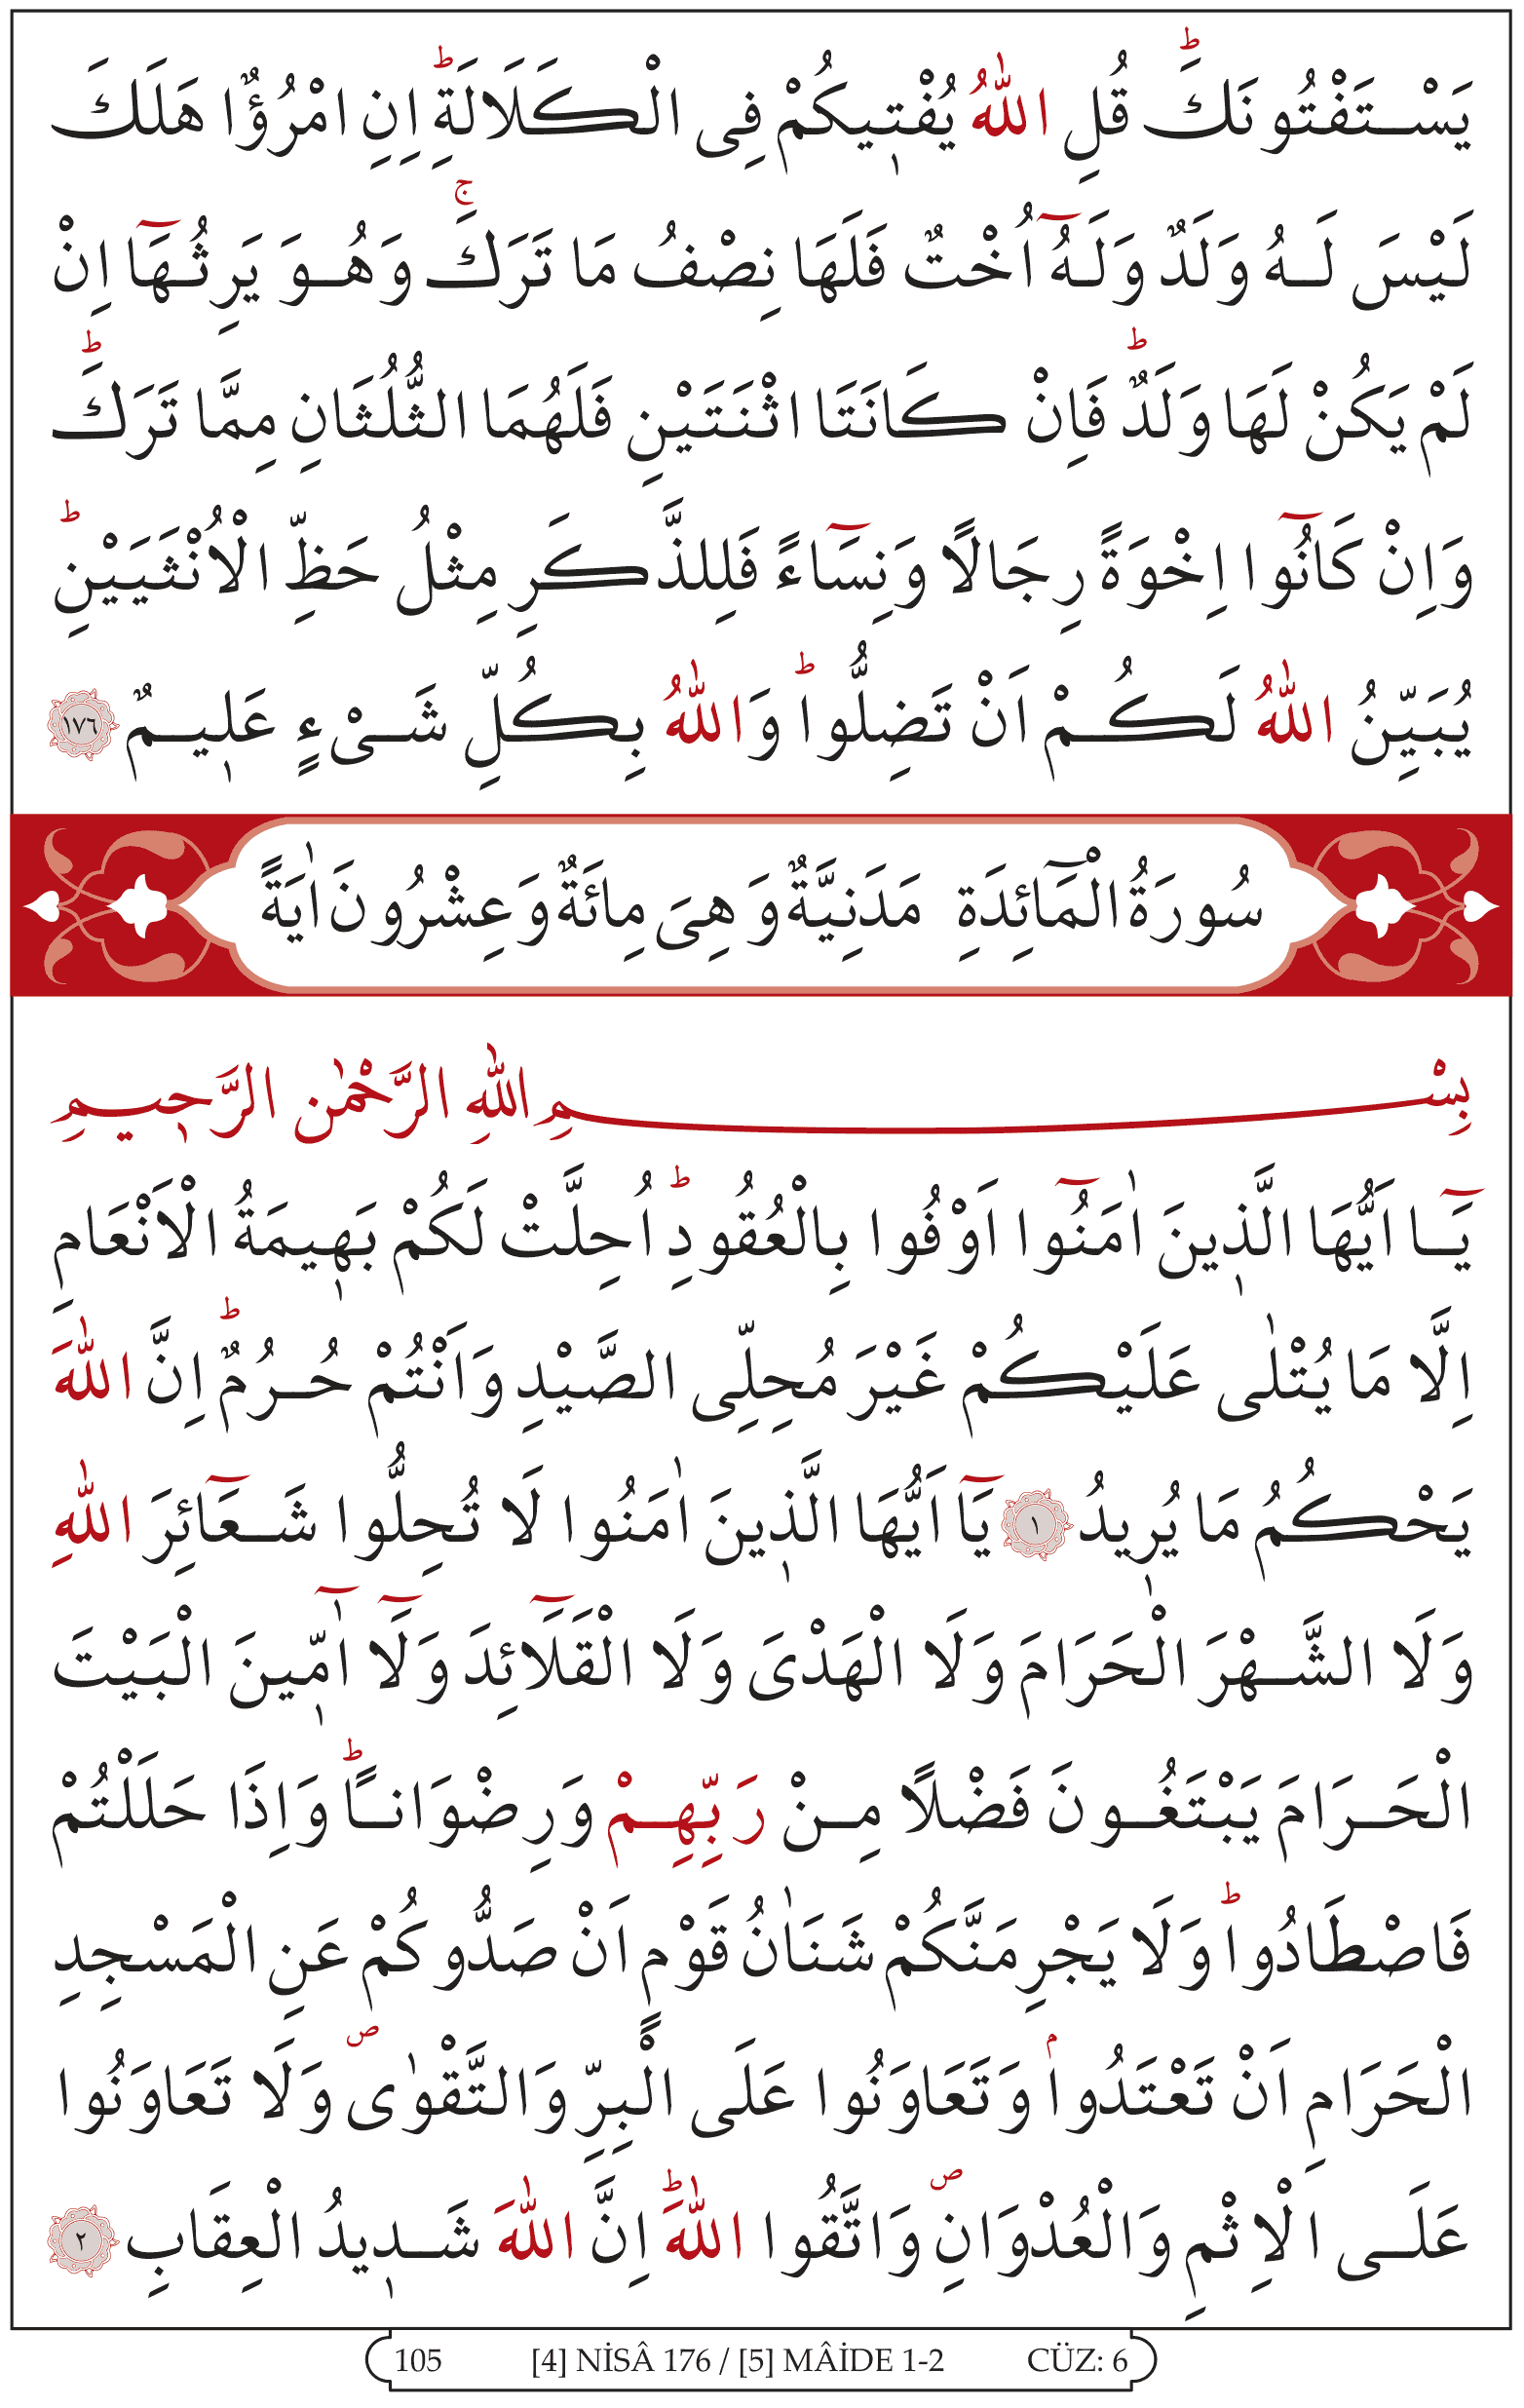 يَسْتَفْتُونَكَۜ قُلِ اللّٰهُ يُفْت۪يكُمْ فِى الْكَلَالَةِۜ اِنِ امْرُؤٌا هَلَكَ
لَيْسَ لَهُ وَلَدٌ وَلَهُٓ اُخْتٌ فَلَهَا نِصْفُ مَا تَرَكَۚ وَهُوَ يَرِثُهَٓا اِنْ
لَمْ يَكُنْ لَهَا وَلَدٌۜ فَاِنْ كَانَتَا اثْنَتَيْنِ فَلَهُمَا الثُّلُثَانِ مِمَّا تَرَكَۜ
وَاِنْ كَانُٓوا اِخْوَةً رِجَالًا وَنِسَٓاءً فَلِلذَّكَرِ مِثْلُ حَظِّ الْاُنْثَيَيْنِۜ
يُبَيِّنُ اللّٰهُ لَكُمْ اَنْ تَضِلُّواۜ وَاللّٰهُ بِكُلِّ شَىْءٍ عَل۪يمٌ ١٧٦
سُورَةُ الْمَٓائِدَةِ مَدَنِيَّةٌ وَهِىَ مِائَةٌ وَعِشْرُونَ اٰيَةً
بِسْمِ اللّٰهِ الرَّحْمٰنِ الرَّح۪يمِ
يَٓا اَيُّهَا الَّذ۪ينَ اٰمَنُٓوا اَوْفُوا بِالْعُقُودِۜ اُحِلَّتْ لَكُمْ بَه۪يمَةُ الْاَنْعَامِ
اِلَّا مَا يُتْلٰى عَلَيْكُمْ غَيْرَ مُحِلِّى الصَّيْدِ وَاَنْتُمْ حُرُمٌۜ اِنَّ اللّٰهَ
يَحْكُمُ مَا يُر۪يدُ ١ يَٓا اَيُّهَا الَّذ۪ينَ اٰمَنُوا لَا تُحِلُّوا شَعَٓائِرَ اللّٰهِ
وَلَا الشَّهْرَ الْحَرَامَ وَلَا الْهَدْىَ وَلَا الْقَلَٓائِدَ وَلَٓا اٰمّ۪ٓينَ الْبَيْتَ
الْحَرَامَ يَبْتَغُونَ فَضْلًا مِنْ رَبِّهِمْ وَرِضْوَانًاۜ وَاِذَا حَلَلْتُمْ
فَاصْطَادُواۜ وَلَا يَجْرِمَنَّكُمْ شَنَاٰنُ قَوْمٍ اَنْ صَدُّوكُمْ عَنِ الْمَسْجِدِ
الْحَرَامِ اَنْ تَعْتَدُواۢ وَتَعَاوَنُوا عَلَى الْبِرِّ وَالتَّقْوٰىۖ وَلَا تَعَاوَنُوا
عَلَى الْاِثْمِ وَالْعُدْوَانِۖ وَاتَّقُوا اللّٰهَۜ اِنَّ اللّٰهَ شَد۪يدُ الْعِقَابِ ٢
105 [4] NİSÂ 176 / [5] MÂİDE 1-2 CÜZ: 6